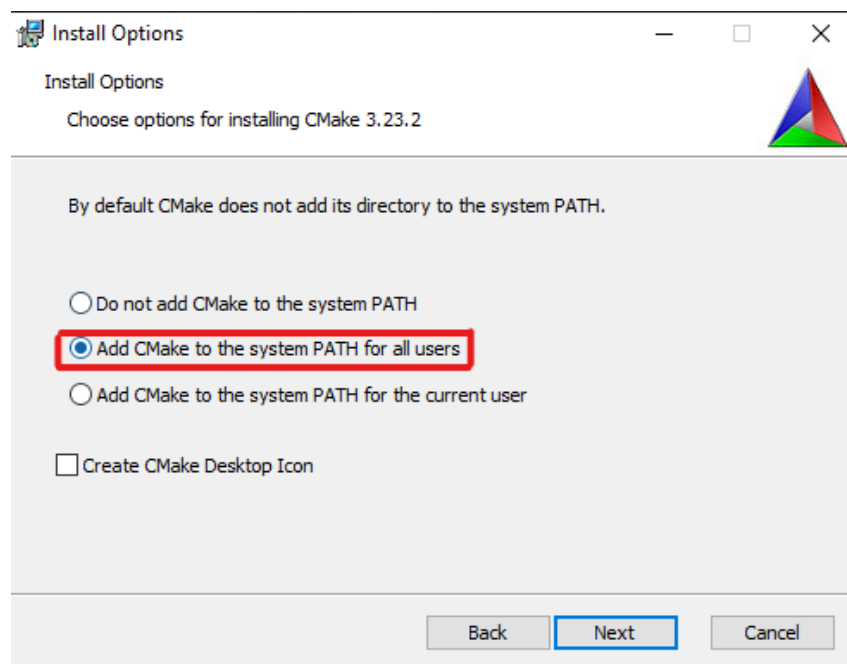 Install Options
Install Options
Choose options for installing CMake 3.23.2
By default CMake does not add its directory to the system PATH.
Do not add CMake to the system PATH
Add CMake to the system PATH for all users
Add CMake to the system PATH for the current user
Create CMake Desktop Icon
Back Next Cancel